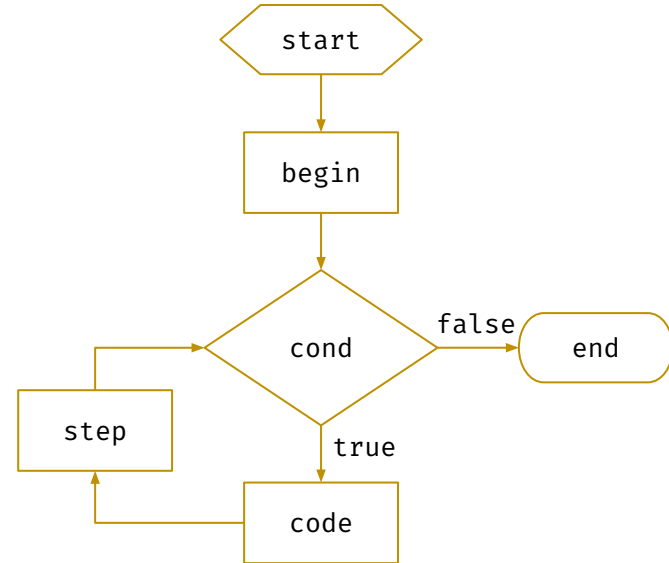 start
begin
cond
false
end
step
true
code